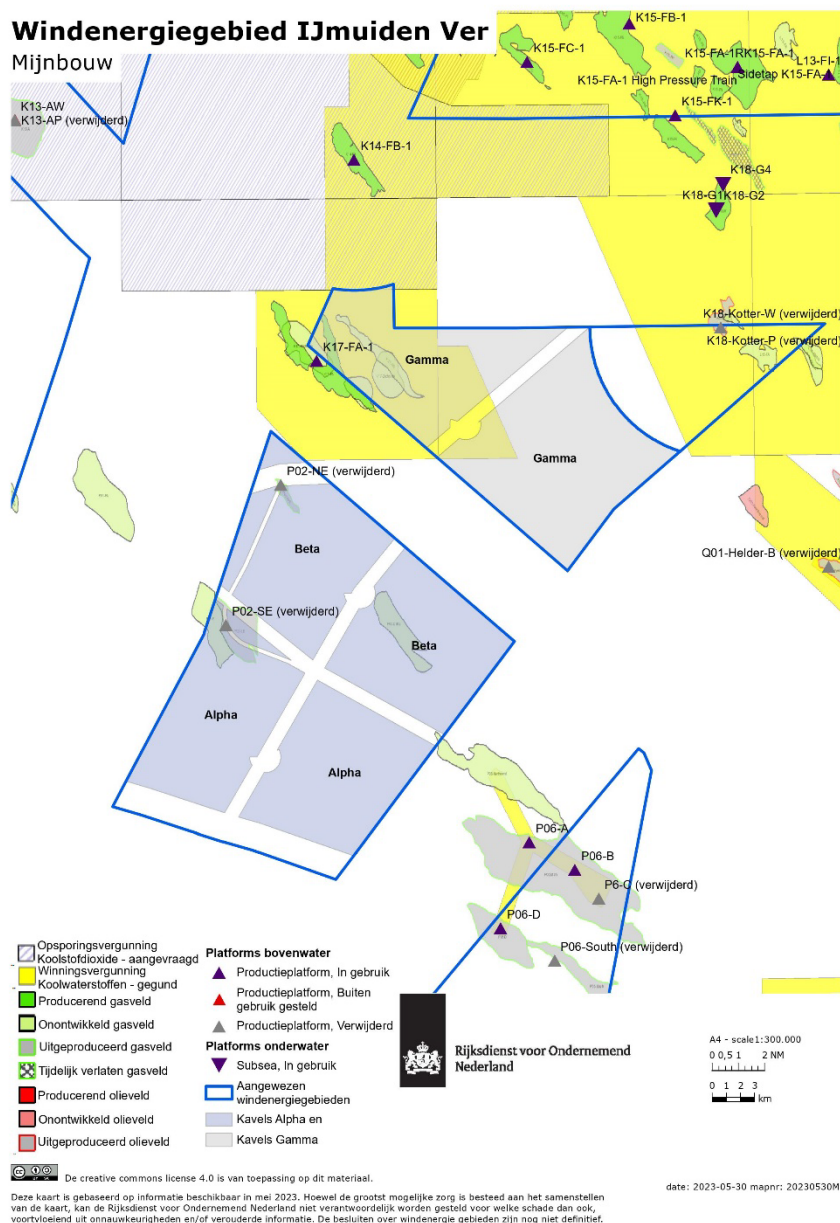 Windenergiegebied IJmuiden Ver
Mijnbouw
K13-AW
K13-AP (verwijderd)
K14-FB-1
K15-FC-1
K15-FB-1
K15-FA-1RK15-FA-1
L13-FI-1
K15-FA-1 High Pressure Train
Sidetap K15-FA-
K15-FK-1
K18-G4
K18-G1K18-G2
K18-Kotter-W (verwijderd)
K18-Kotter-P (verwijderd)
K17-FA-1
Gamma
Gamma
P02-NE (verwijderd)
Beta
Q01-Helder-B (verwijderd)
P02-SE (verwijderd)
Beta
Alpha
Alpha
P06-A
P06-B
P6-C (verwijderd)
P06-D
P06-South (verwijderd)
Opsporingsvergunning
Koolstofdioxide - aangevraagd
Winningsvergunning
Koolwaterstoffen - gegund
Producerend gasveld
Onontwikkeld gasveld
Uitgeproduceerd gasveld
Tijdelijk verlaten gasveld
Producerend olieveld
Onontwikkeld olieveld
Uitgeproduceerd olieveld
Platforms bovenwater
Productieplatform, In gebruik
Productieplatform, Buiten
gebruik gesteld
Productieplatform, Verwijderd
Platforms onderwater
Subsea, In gebruik
Aangewezen
windenergiegebieden
Kavels Alpha en
Kavels Gamma
Rijksdienst voor Ondernemend
Nederland
A4 - scale1:300.000
0 0,5 1 2 NM
0 1 2 3
km
De creative commons license 4.0 is van toepassing op dit materiaal.
Deze kaart is gebaseerd op informatie beschikbaar in mei 2023. Hoewel de grootst mogelijke zorg is besteed aan het samenstellen
van de kaart, kan de Rijksdienst voor Ondernemend Nederland niet verantwoordelijk worden gesteld voor welke schade dan ook,
voortvloeiend uit onnauwkeurigheden en/of verouderde informatie. De besluiten over windenergie gebieden zijn nog niet definitief.
date: 2023-05-30 mapnr: 20230530M